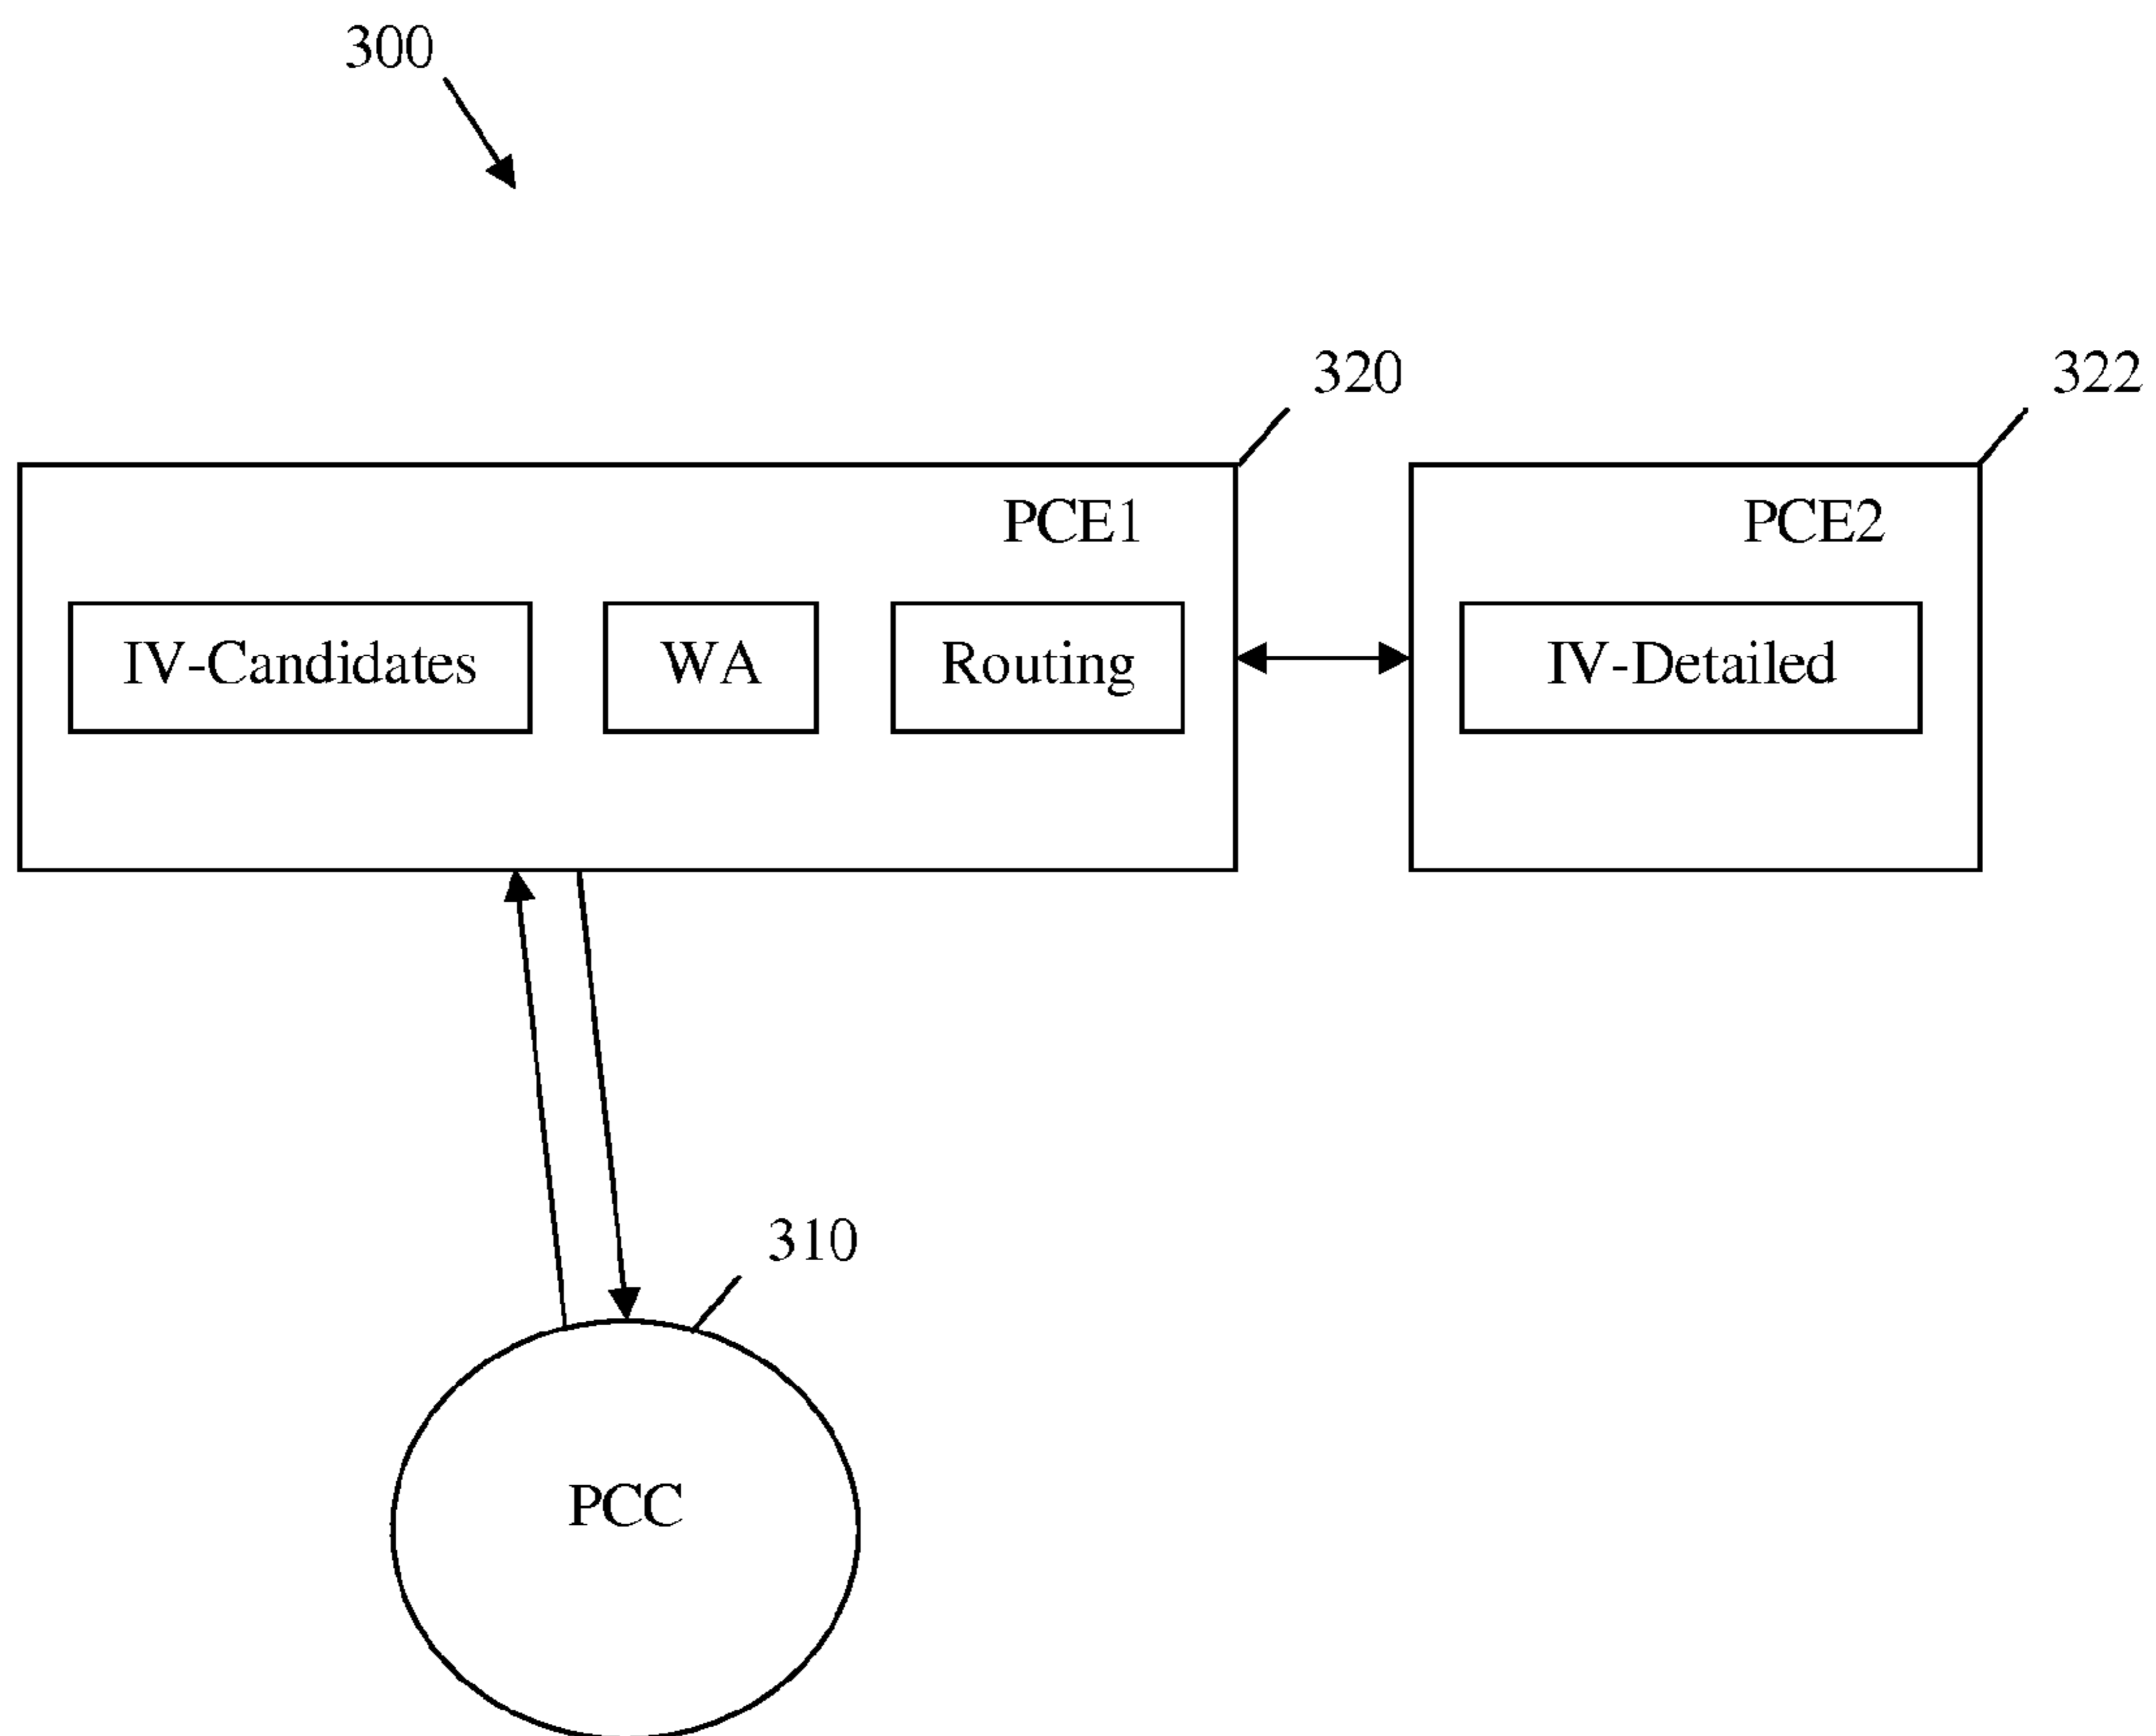 300
320
322
PCE1
PCE2
IV-Candidates
WA
Routing
IV-Detailed
310
PCC